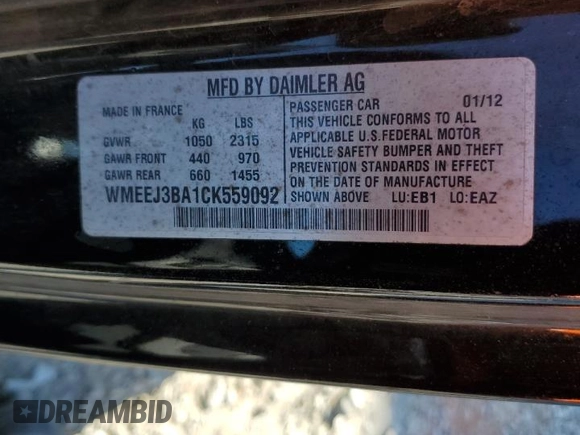 MFD BY DAIMLER AG
MADE IN FRANCE
KG LBS
GVWR 1050 2315
GAWR FRONT 440 970
GAWR REAR 660 1455
WMEEJ3BA1CK559092
PASSENGER CAR 01/12
THIS VEHICLE CONFORMS TO ALL
APPLICABLE U.S. FEDERAL MOTOR
VEHICLE SAFETY BUMPER AND THEFT
PREVENTION STANDARDS IN EFFECT
ON THE DATE OF MANUFACTURE
SHOWN ABOVE LU:EB1 LO:EAZ
DREAMBID